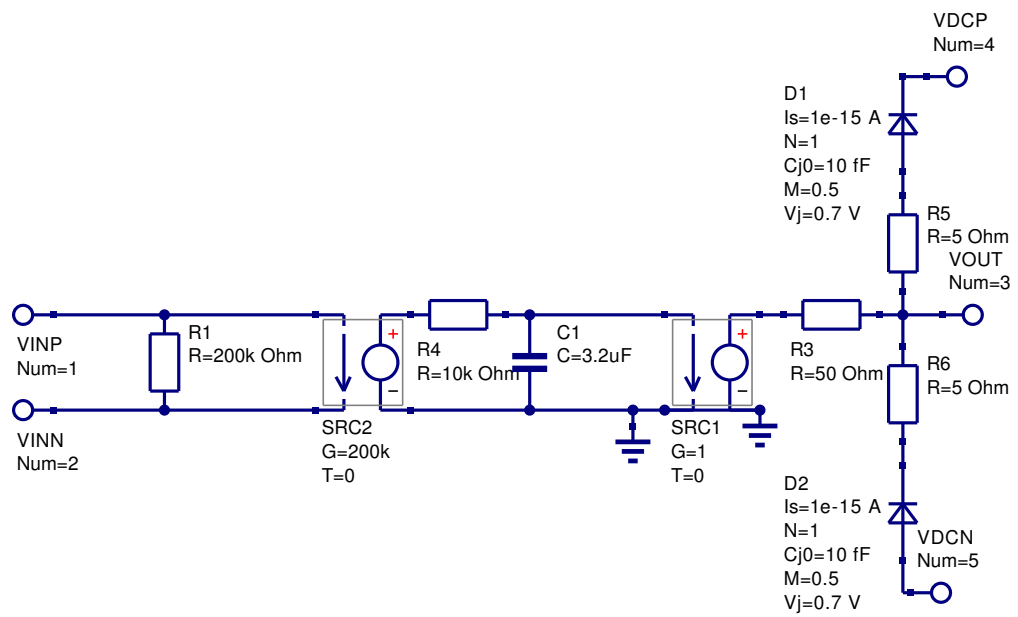 VDCP
Num=4
D1
Is=1e-15 A
N=1
Cj0=10 fF
M=0.5
Vj=0.7 V
R5
R=5 Ohm
VOUT
Num=3
VINP
Num=1
R1
R=200k Ohm
+
−
R4
R=10k Ohm
C1
C=3.2uF
+
−
R3
R=50 Ohm
R6
R=5 Ohm
VINN
Num=2
SRC2
G=200k
T=0
SRC1
G=1
T=0
D2
Is=1e-15 A
N=1
Cj0=10 fF
M=0.5
Vj=0.7 V
VDCN
Num=5